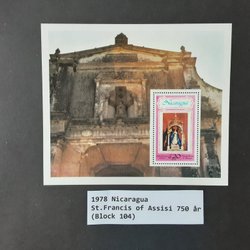 Nicaragua
1978 Nicaragua
St.Francis of Assisi 750 år
(Block 104)